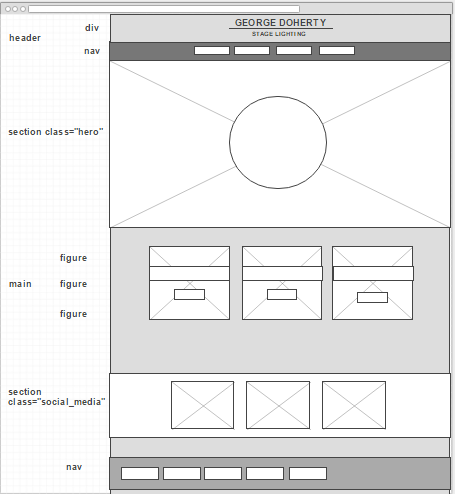 div
GEORGE DOHERTY
header
STAGE LIGHTING
nav
section class="hero"
figure
main
figure
figure
section
class="social_media"
nav